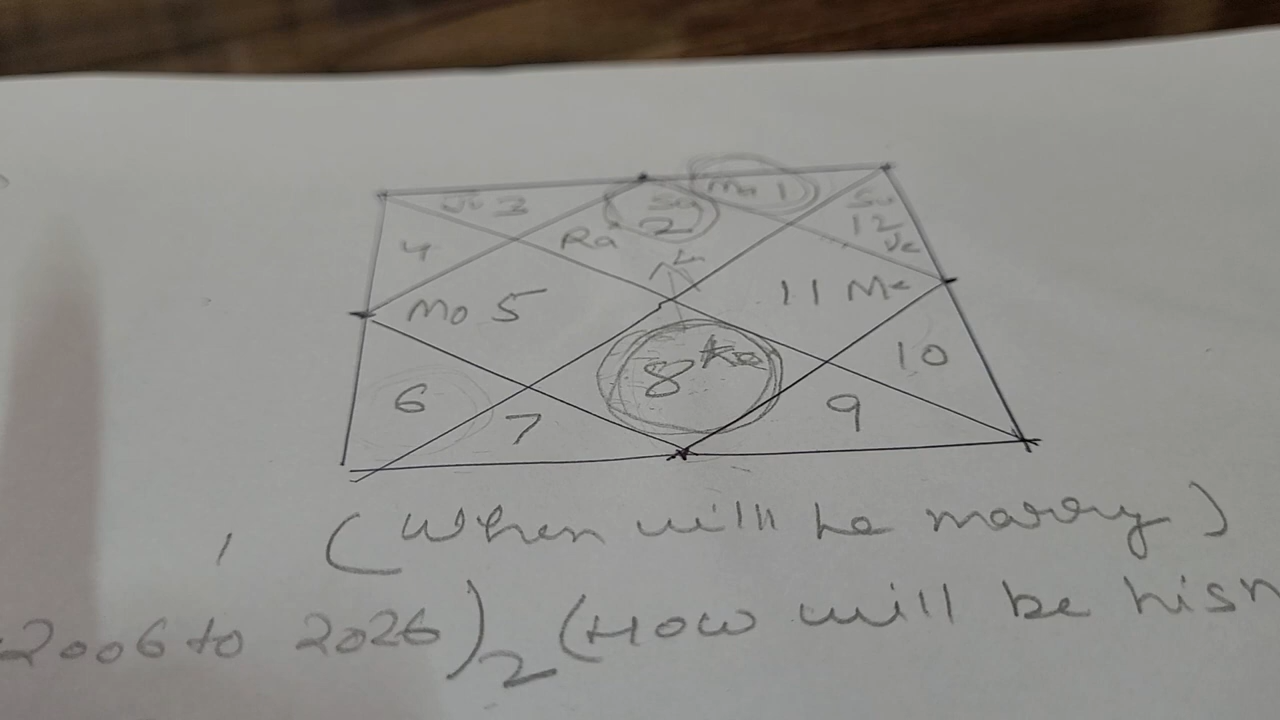 Ju 3
Sa
2
Ra
Ma 1
Su
12
Ve
4
Mo 5
11 Me
8 Ke
10
6
7
9
1 (When will he marry)
2006 to 2026)
2 (How will be his